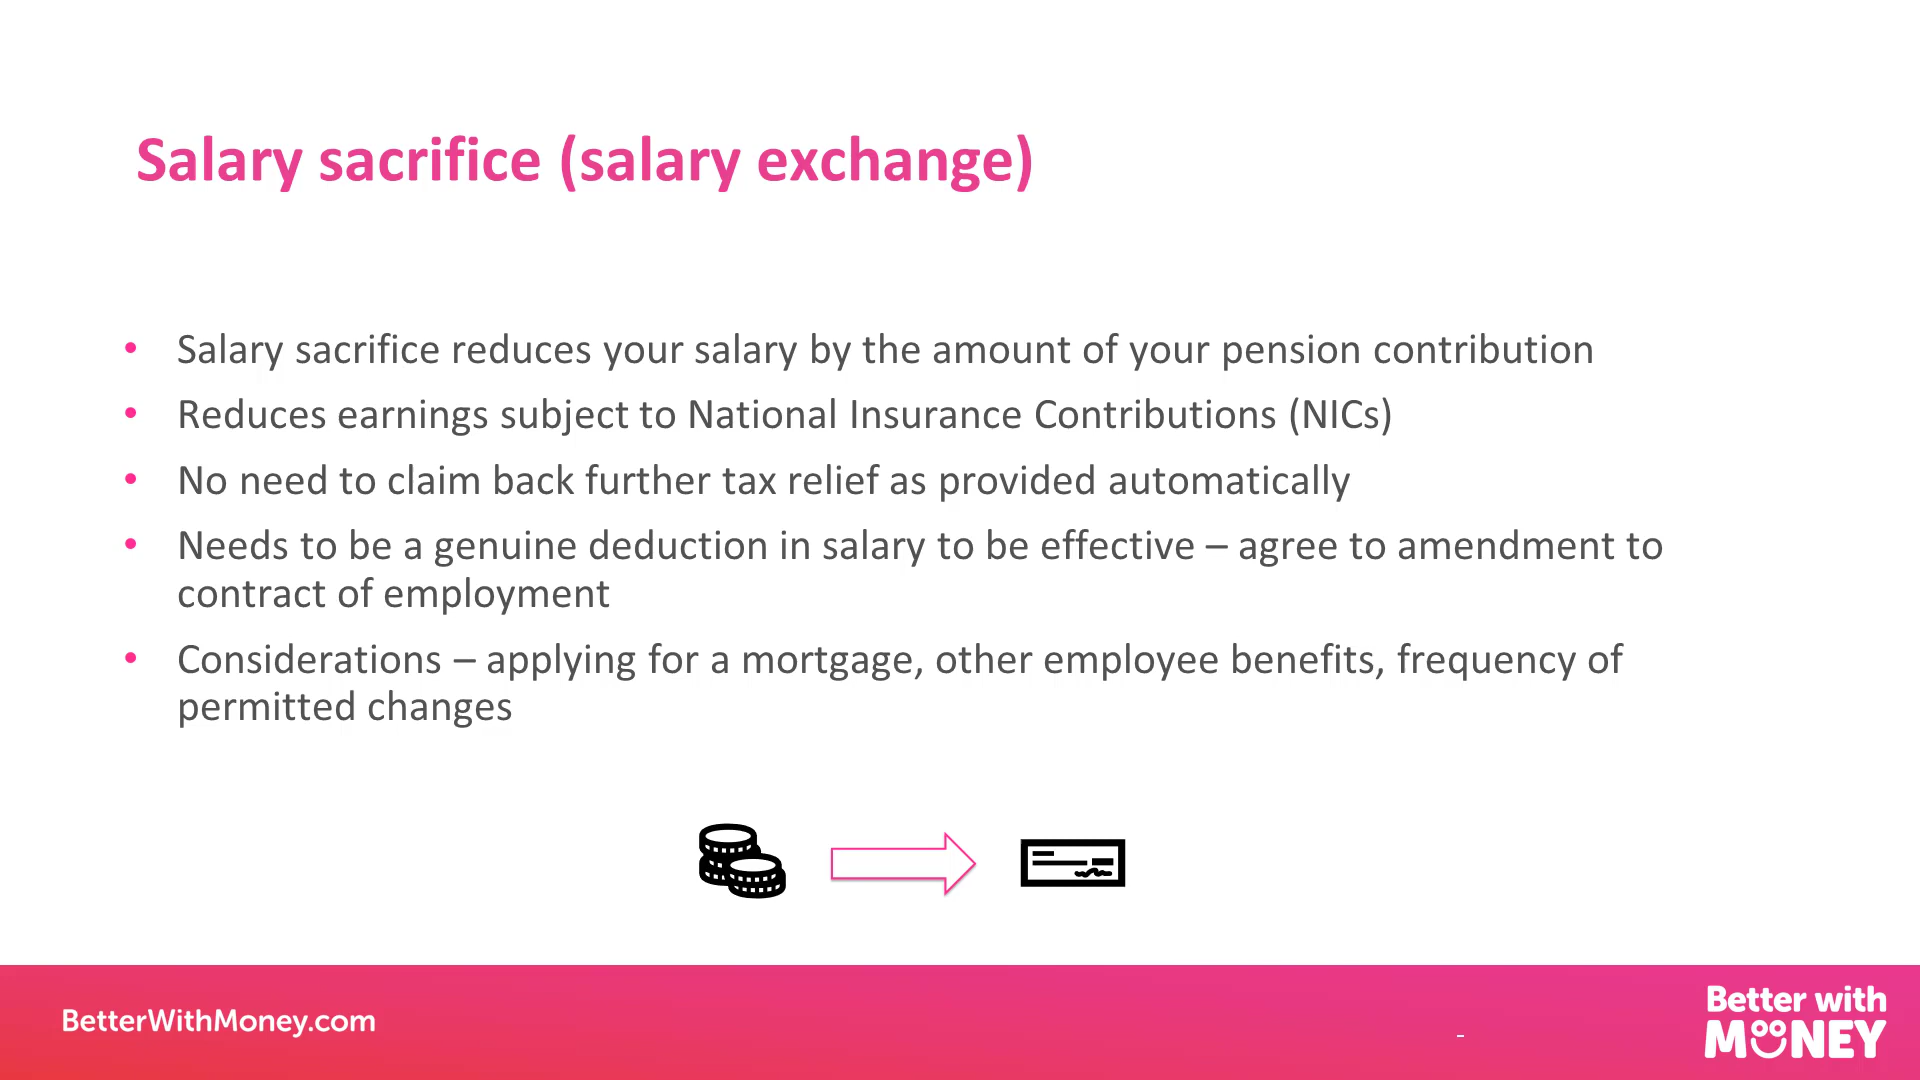 Salary sacrifice (salary exchange)
• Salary sacrifice reduces your salary by the amount of your pension contribution
• Reduces earnings subject to National Insurance Contributions (NICs)
• No need to claim back further tax relief as provided automatically
• Needs to be a genuine deduction in salary to be effective – agree to amendment to
contract of employment
• Considerations – applying for a mortgage, other employee benefits, frequency of
permitted changes
BetterWithMoney.com
-
Better with
MONEY